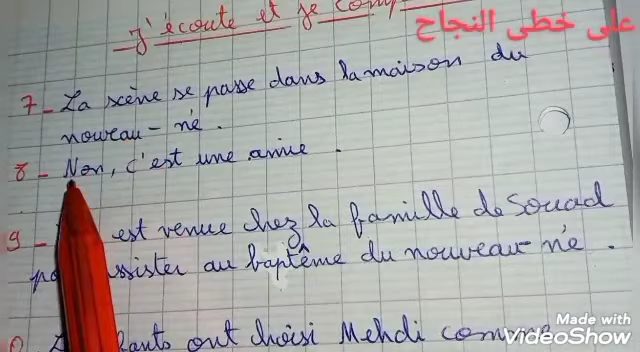 على خطى النجاح
J'écoute et je comp
7- La scène se passe dans la maison du
nouveau-né.
8- Non, c'est une amie.
9- est venue chez la famille de Souad
assister au baptême du nouveau-né.
ont choisi Mehdi comme
Made with
VideoShow